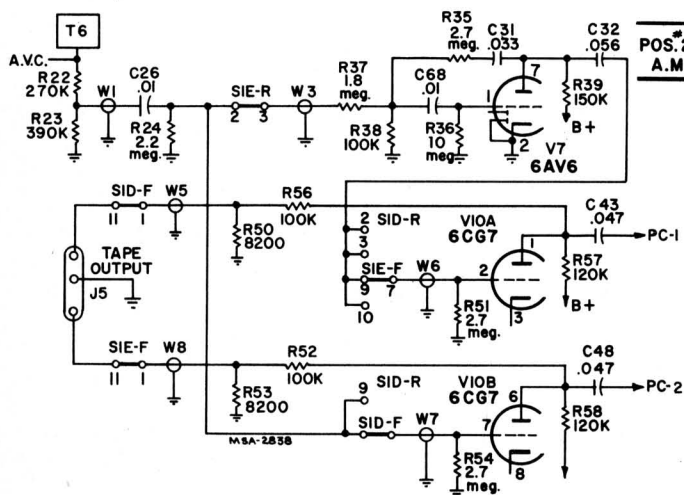 T6
A.V.C.
R22
270K
R23
390K
W1
C26
.01
R24
2.2
meg.
SIE-R
2 3
W3
R37
1.8
meg.
R35
2.7
meg.
C31
.033
C32
.056
#
POS. 2
A.M
R38
100K
C68
.01
R36
10
meg.
1
7
2
V7
6AV6
R39
150K
B+
SID-F
11 1
W5
R56
100K
R50
8200
TAPE
OUTPUT
J5
2 SID-R
3
SIE-F
9 7
10
W6
V10A
6CG7
1
2
3
R51
2.7
meg.
C43
.047
PC-1
R57
120K
B+
SIE-F
11 1
W8
R52
100K
R53
8200
MSA-2838
9 SID-R
SID-F
W7
V10B
6CG7
6
7
8
R54
2.7
meg.
C48
.047
PC-2
R58
120K